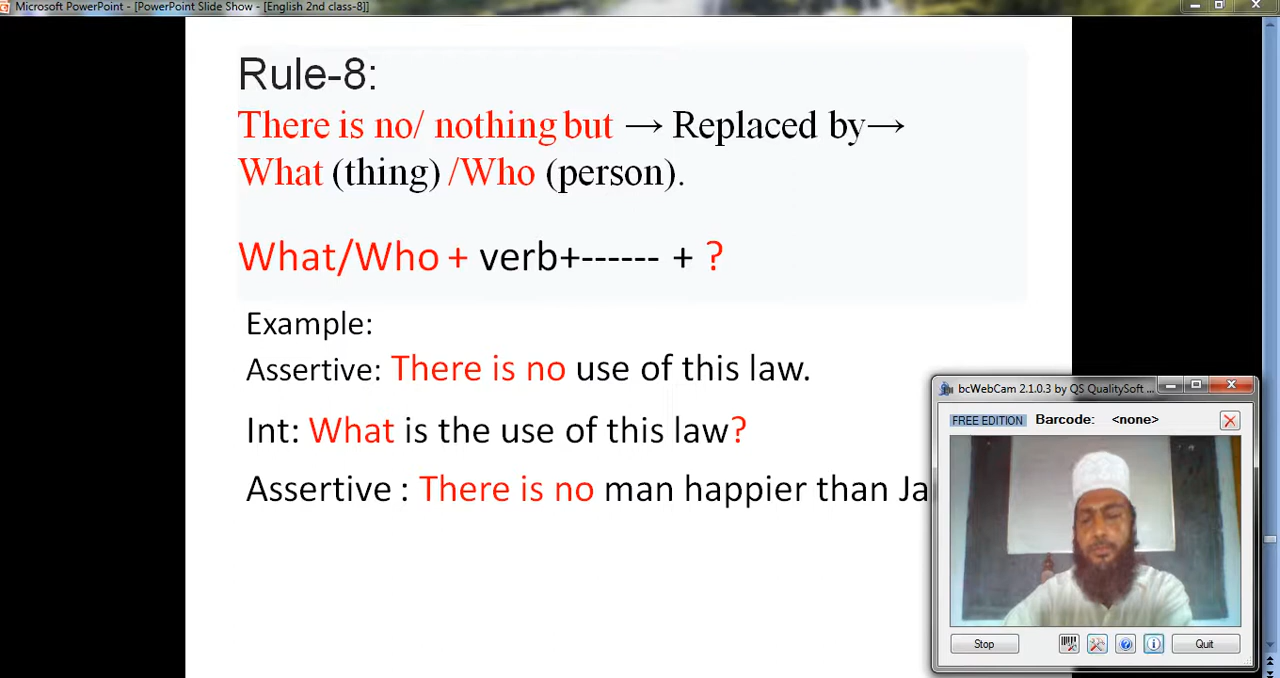 Microsoft PowerPoint - [PowerPoint Slide Show - [English 2nd class-8]]
Rule-8:
There is no/ nothing but → Replaced by→
What (thing) /Who (person).
What/Who + verb+------ + ?
Example:
Assertive: There is no use of this law.
Int: What is the use of this law?
Assertive : There is no man happier than Ja
bcWebCam 2.1.0.3 by QS QualitySoft ...
FREE EDITION Barcode: <none>
Stop Quit